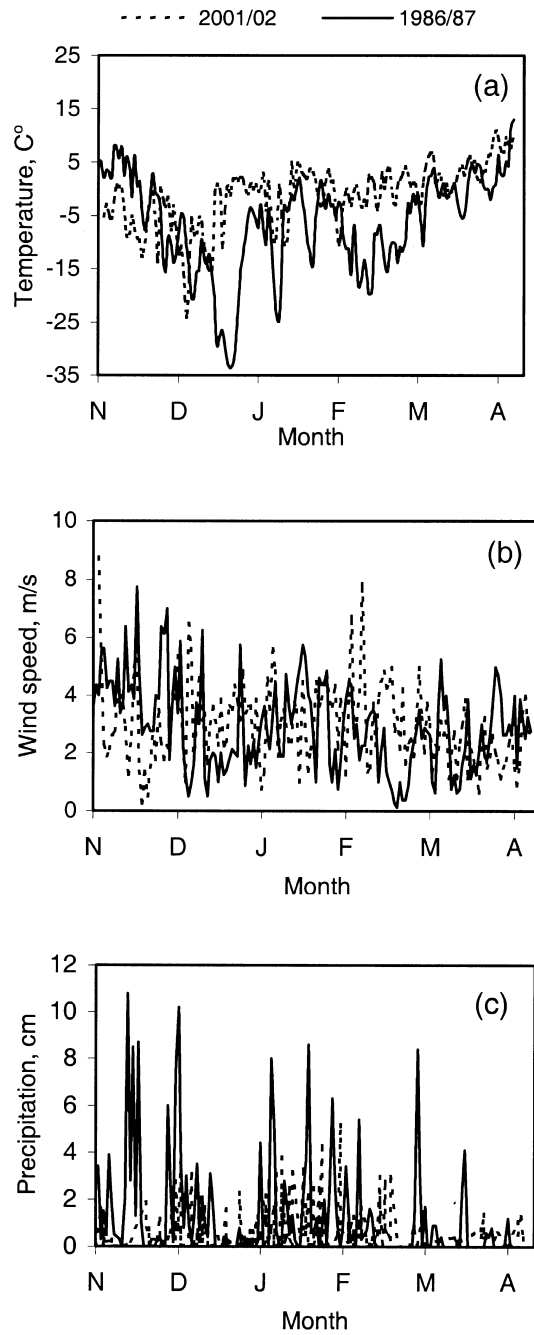 2001/02 1986/87
(a)
25
15
5
-5
-15
-25
-35
Temperature, C°
N D J F M A
Month
(b)
10
8
6
4
2
0
Wind speed, m/s
N D J F M A
Month
(c)
12
10
8
6
4
2
0
Precipitation, cm
N D J F M A
Month